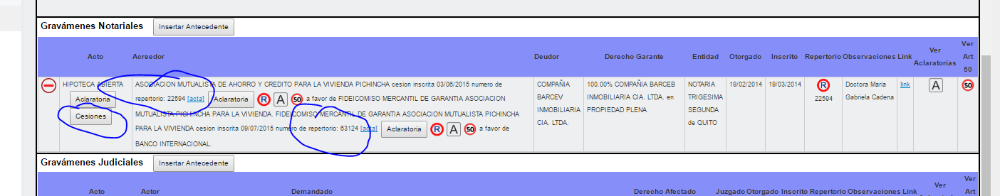 Gravámenes Notariales Insertar Antecedente
Acto Acreedor Deudor Derecho Garante Entidad Otorgado Inscrito Repertorio Observaciones Link Ver Aclaratorias Ver Art 50
HIPOTECA ABIERTA
Aclaratoria
Cesiones
ASOCIACION MUTUALISTA DE AHORRO Y CREDITO PARA LA VIVIENDA PICHINCHA cesion inscrita 03/06/2015 numero de
repertorio: 22594 [acta] Aclaratoria R A 50 a favor de FIDEICOMISO MERCANTIL DE GARANTIA ASOCIACION
MUTUALISTA PICHINCHA PARA LA VIVIENDA. FIDEICOMISO MERCANTIL DE GARANTIA ASOCIACION MUTUALISTA PICHINCHA
PARA LA VIVIENDA cesion inscrita 09/07/2015 numero de repertorio: 63124 [acta] Aclaratoria R A 50 a favor de
BANCO INTERNACIONAL.
COMPAÑIA
BARCEV
INMOBILIARIA
CIA. LTDA.
100.00% COMPAÑIA BARCEB
INMOBILIARIA CIA. LTDA. en
PROPIEDAD PLENA
NOTARIA
TRIGESIMA
SEGUNDA
de QUITO
19/02/2014
19/03/2014
R
22594
Doctora Maria
Gabriela Cadena
link
A
50
Gravámenes Judiciales Insertar Antecedente
Acto Actor Demandado Derecho Afectado Juzgado Otorgado Inscrito Repertorio Observaciones Link Ver Ver Art